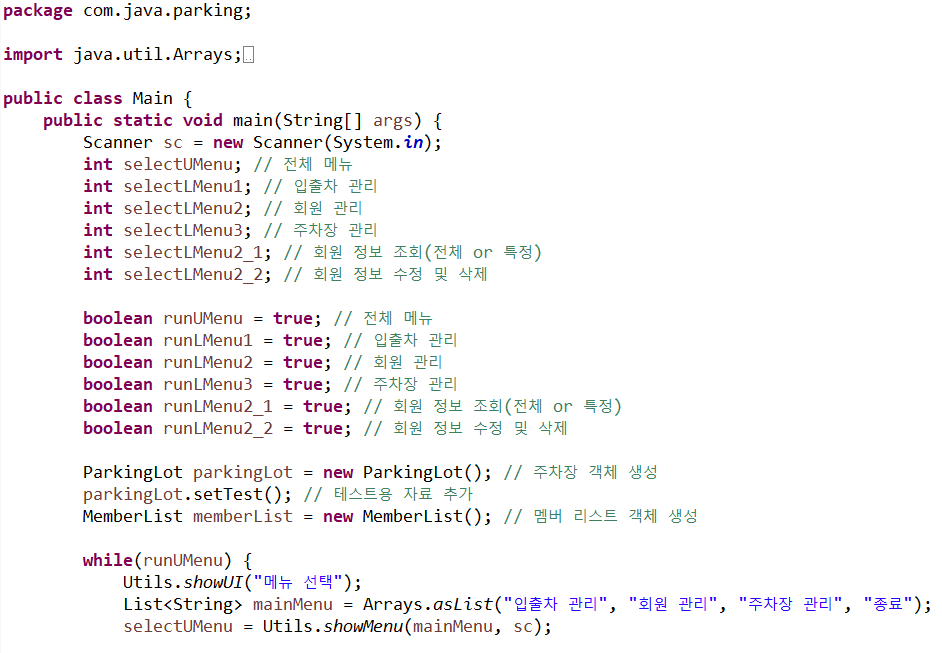 package com.java.parking;
import java.util.Arrays;
public class Main {
public static void main(String[] args) {
Scanner sc = new Scanner(System.in);
int selectUMenu; // 전체 메뉴
int selectLMenu1; // 입출차 관리
int selectLMenu2; // 회원 관리
int selectLMenu3; // 주차장 관리
int selectLMenu2_1; // 회원 정보 조회(전체 or 특정)
int selectLMenu2_2; // 회원 정보 수정 및 삭제
boolean runUMenu = true; // 전체 메뉴
boolean runLMenu1 = true; // 입출차 관리
boolean runLMenu2 = true; // 회원 관리
boolean runLMenu3 = true; // 주차장 관리
boolean runLMenu2_1 = true; // 회원 정보 조회(전체 or 특정)
boolean runLMenu2_2 = true; // 회원 정보 수정 및 삭제
ParkingLot parkingLot = new ParkingLot(); // 주차장 객체 생성
parkingLot.setTest(); // 테스트용 자료 추가
MemberList memberList = new MemberList(); // 멤버 리스트 객체 생성
while(runUMenu) {
Utils.showUI("메뉴 선택");
List<String> mainMenu = Arrays.asList("입출차 관리", "회원 관리", "주차장 관리", "종료");
selectUMenu = Utils.showMenu(mainMenu, sc);